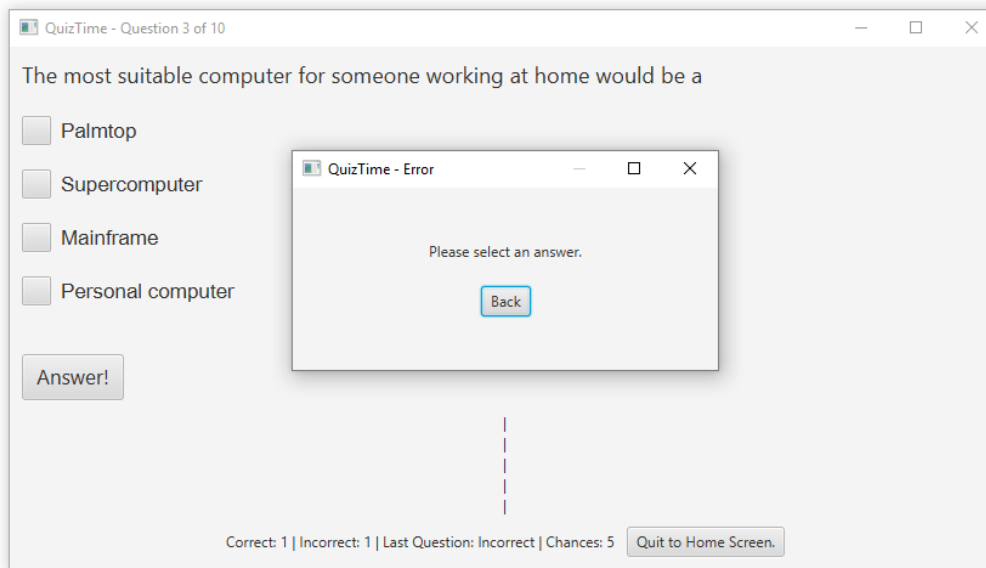 QuizTime - Question 3 of 10
The most suitable computer for someone working at home would be a
Palmtop
Supercomputer
Mainframe
Personal computer
Answer!
QuizTime - Error
Please select an answer.
Back
|
|
|
|
|
Correct: 1 | Incorrect: 1 | Last Question: Incorrect | Chances: 5
Quit to Home Screen.